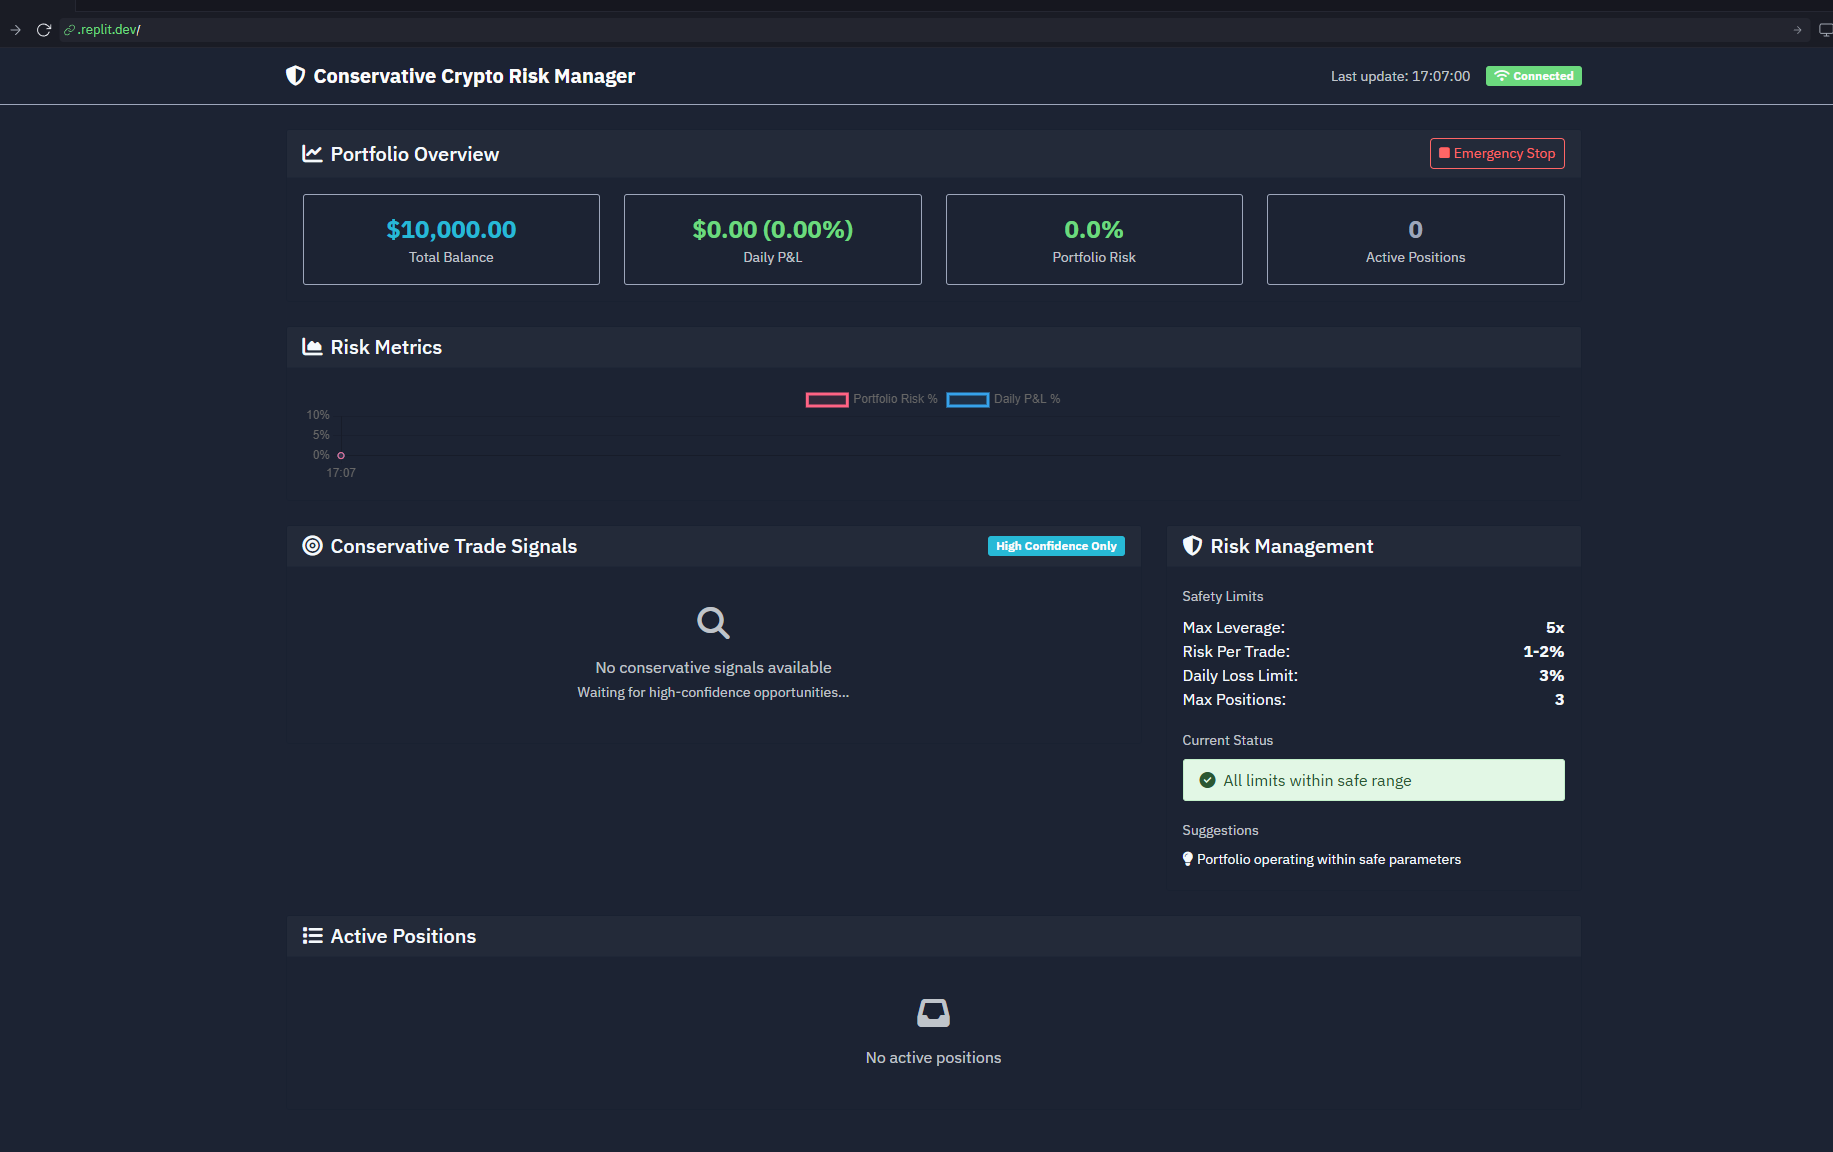 .replit.dev/
Conservative Crypto Risk Manager
Last update: 17:07:00
Connected
Portfolio Overview
Emergency Stop
$10,000.00
Total Balance
$0.00 (0.00%)
Daily P&L
0.0%
Portfolio Risk
0
Active Positions
Risk Metrics
Portfolio Risk %
Daily P&L %
10%
5%
0%
17:07
Conservative Trade Signals
High Confidence Only
No conservative signals available
Waiting for high-confidence opportunities...
Risk Management
Safety Limits
Max Leverage: 5x
Risk Per Trade: 1-2%
Daily Loss Limit: 3%
Max Positions: 3
Current Status
All limits within safe range
Suggestions
Portfolio operating within safe parameters
Active Positions
No active positions